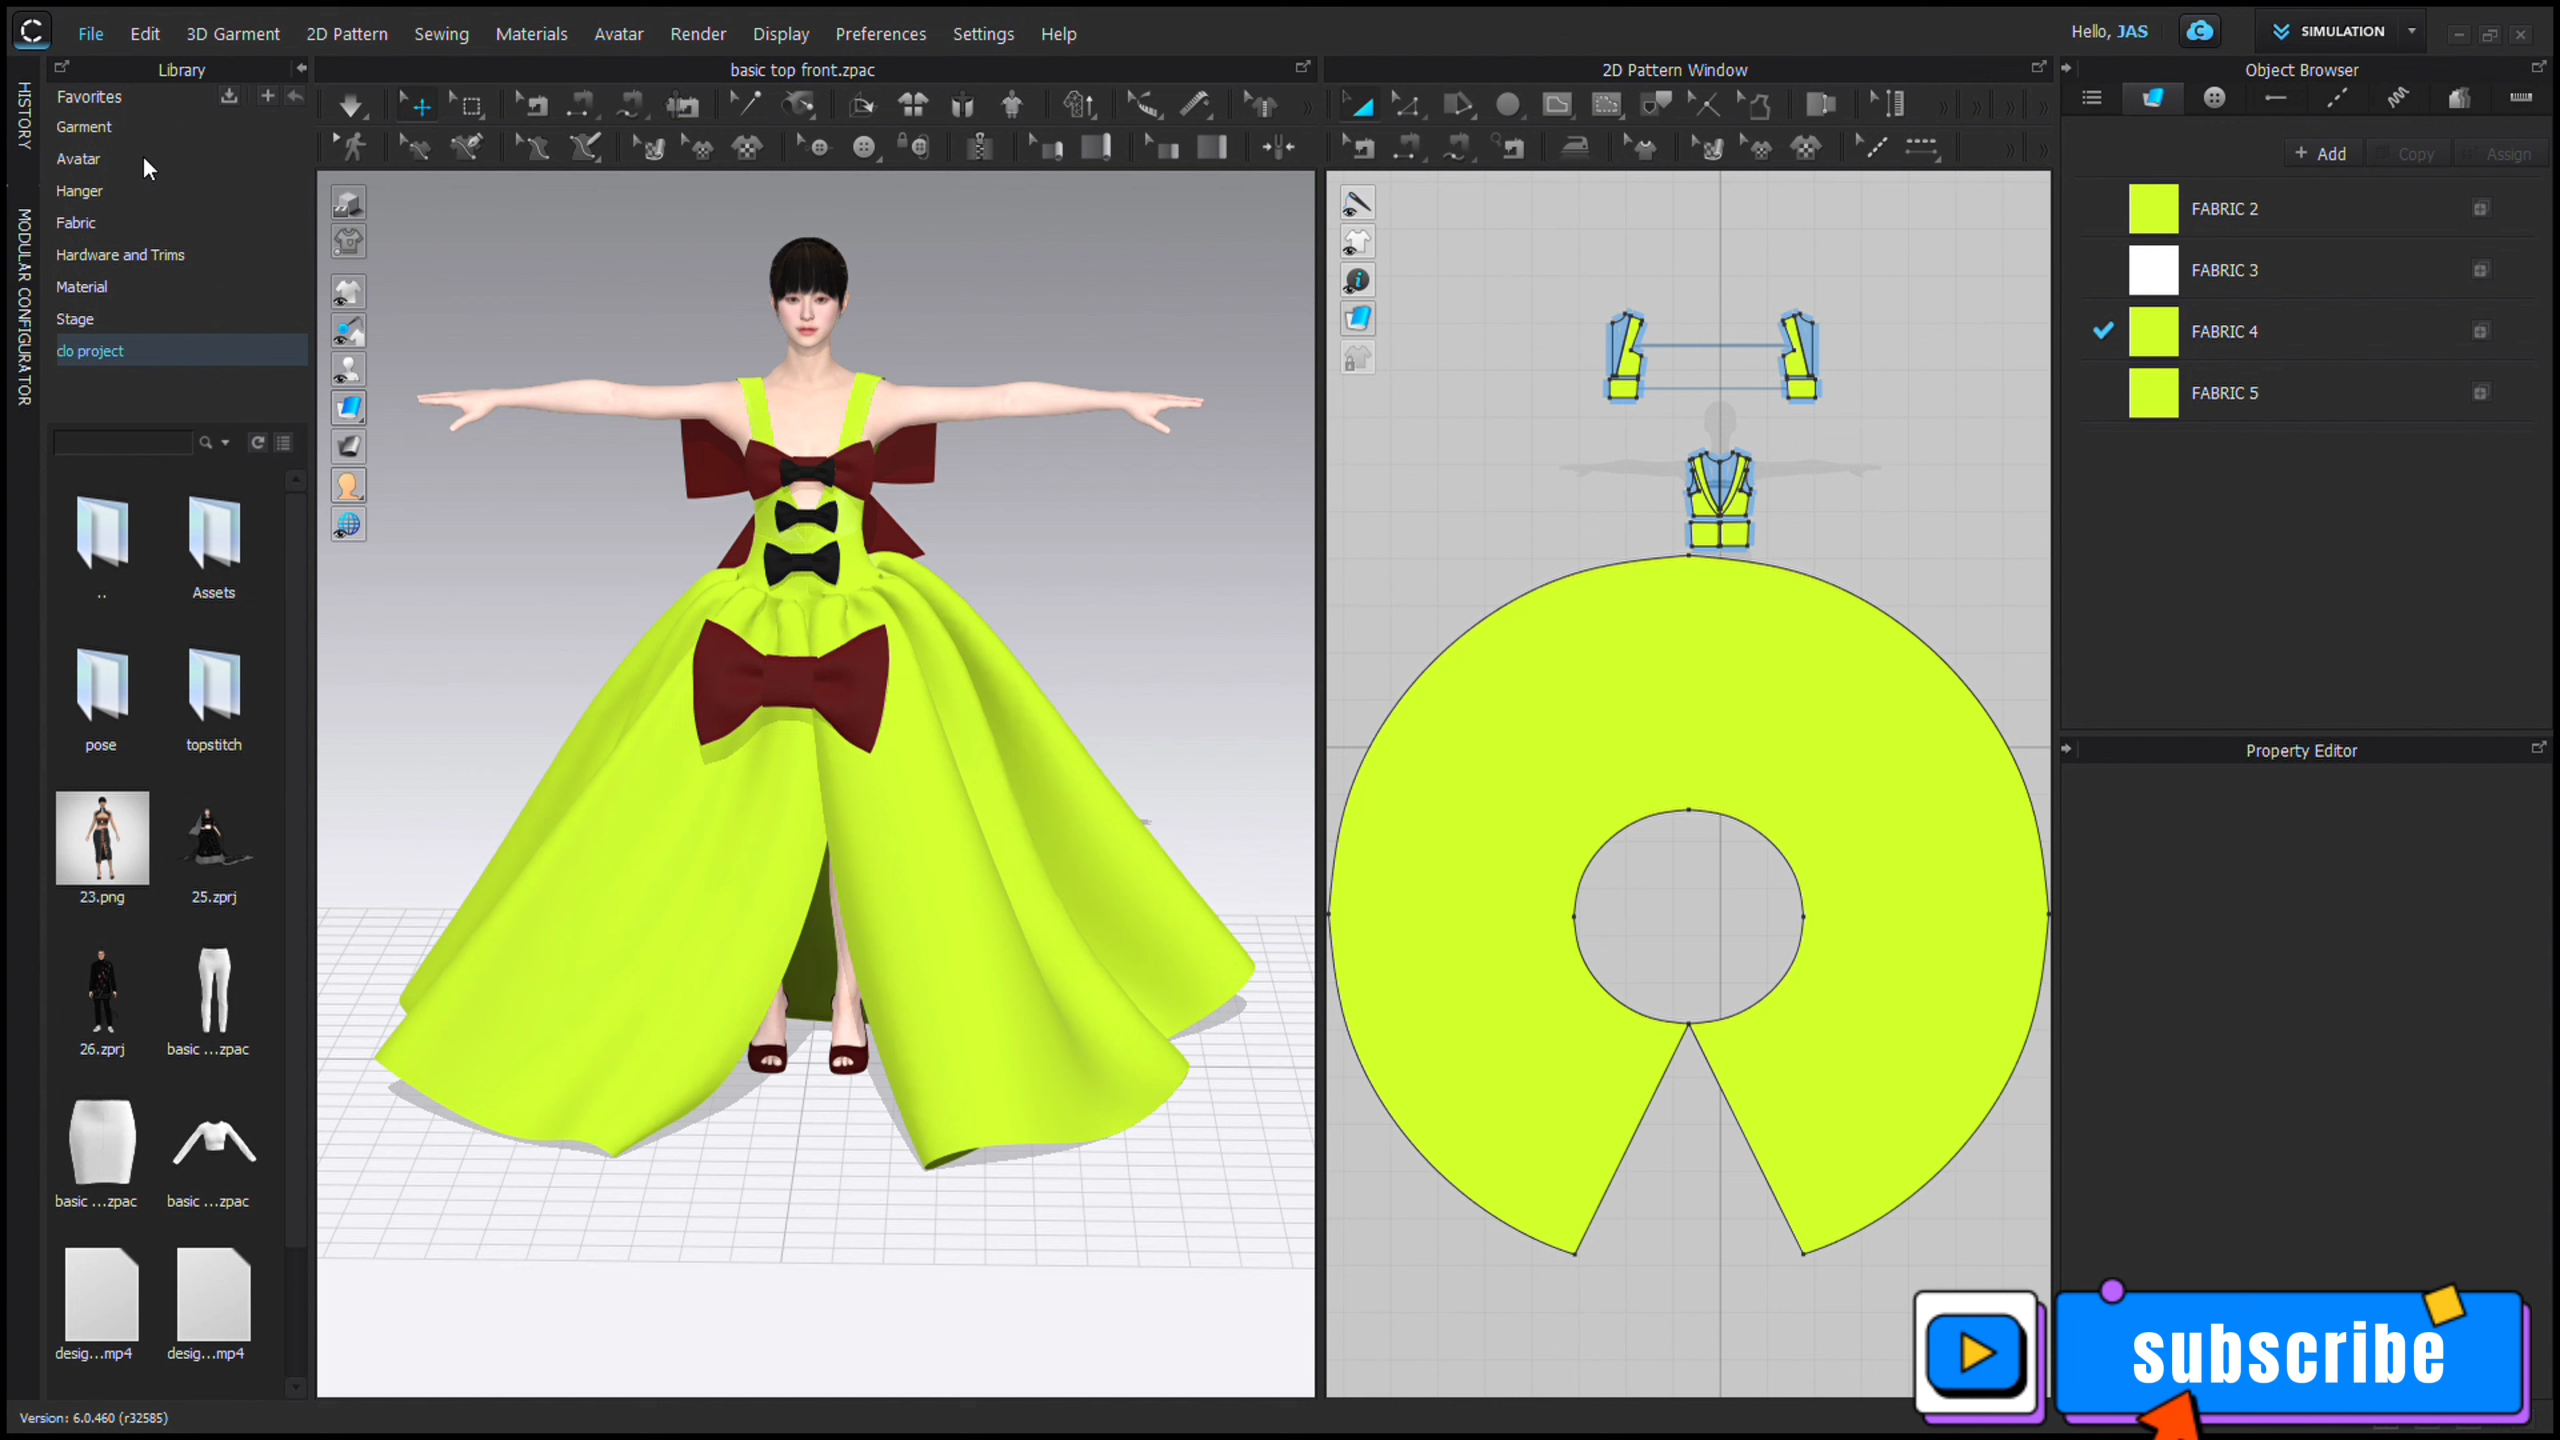 File Edit 3D Garment 2D Pattern Sewing Materials Avatar Render Display Preferences Settings Help
Hello, JAS
SIMULATION
HISTORY
MODULAR CONFIGURATOR
Library
Favorites
Garment
Avatar
Hanger
Fabric
Hardware and Trims
Material
Stage
clo project
..
Assets
pose
topstitch
23.png
25.zprj
26.zprj
basic ...zpac
basic ...zpac
basic ...zpac
desig...mp4
desig...mp4
Version: 6.0.460 (r32585)
basic top front.zpac
2D Pattern Window
Object Browser
+ Add
Copy
Assign
FABRIC 2
FABRIC 3
FABRIC 4
FABRIC 5
Property Editor
subscribe